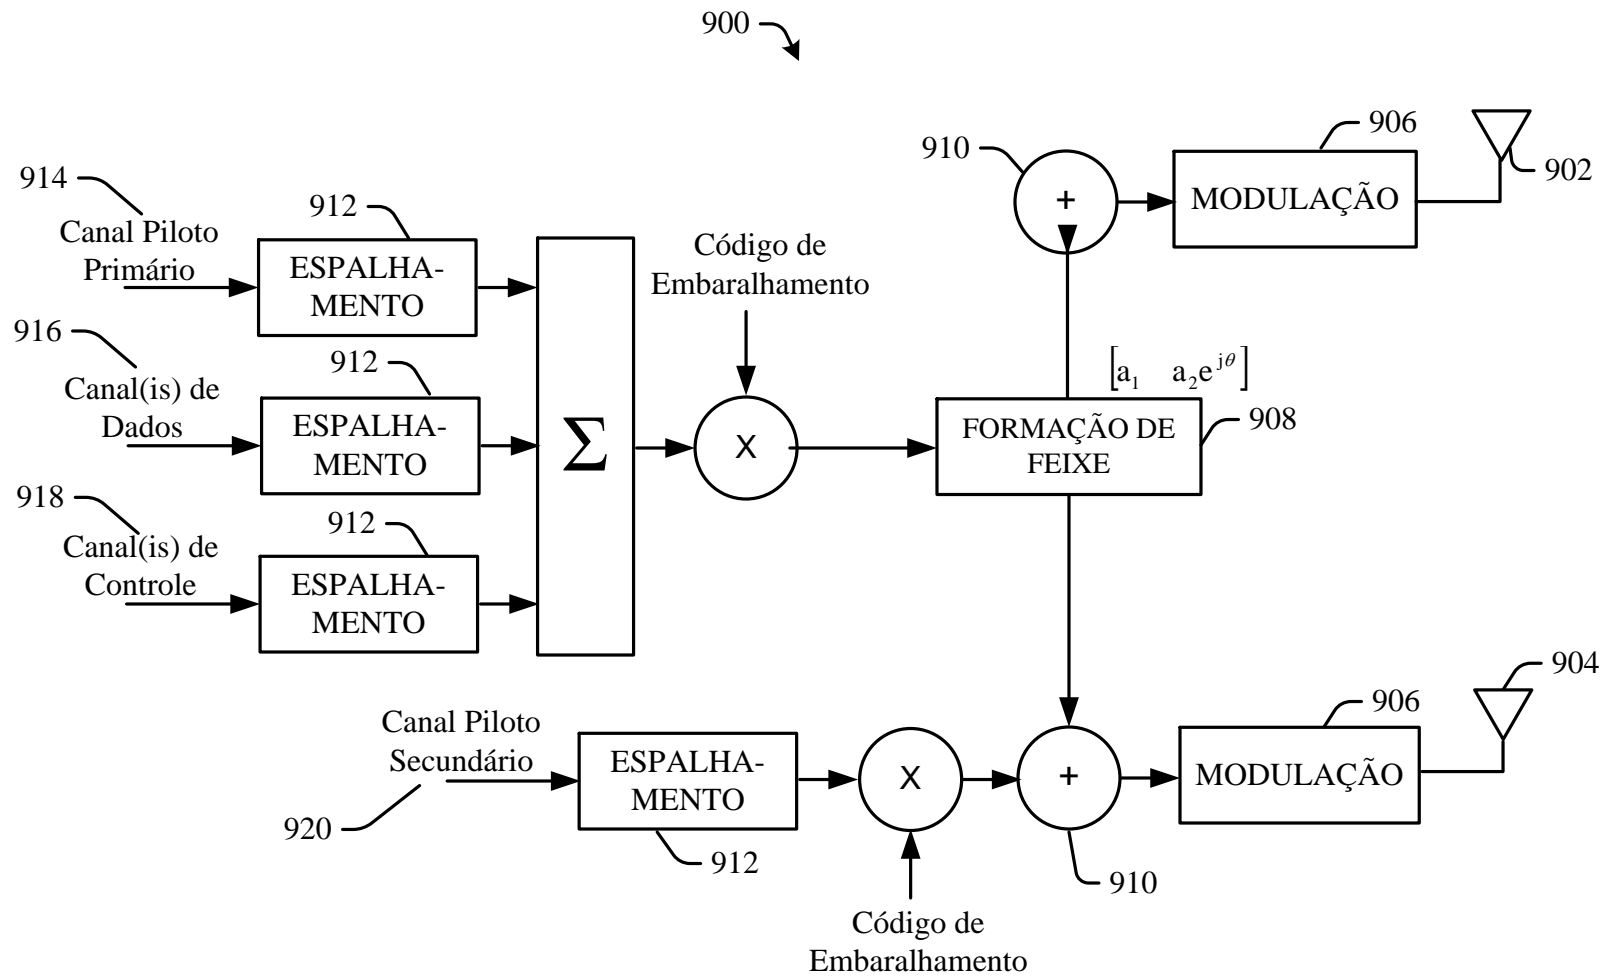 900
906
910
902
MODULAÇÃO
+
914
Canal Piloto
Primário
912
ESPALHA-
MENTO
Código de
Embaralhamento
916
Canal(is) de
Dados
912
ESPALHA-
MENTO
Σ
X
[a₁ a₂e^{jθ}]
FORMAÇÃO DE
FEIXE
908
918
Canal(is) de
Controle
912
ESPALHA-
MENTO
904
906
Canal Piloto
Secundário
920
ESPALHA-
MENTO
912
X
+
MODULAÇÃO
910
Código de
Embaralhamento